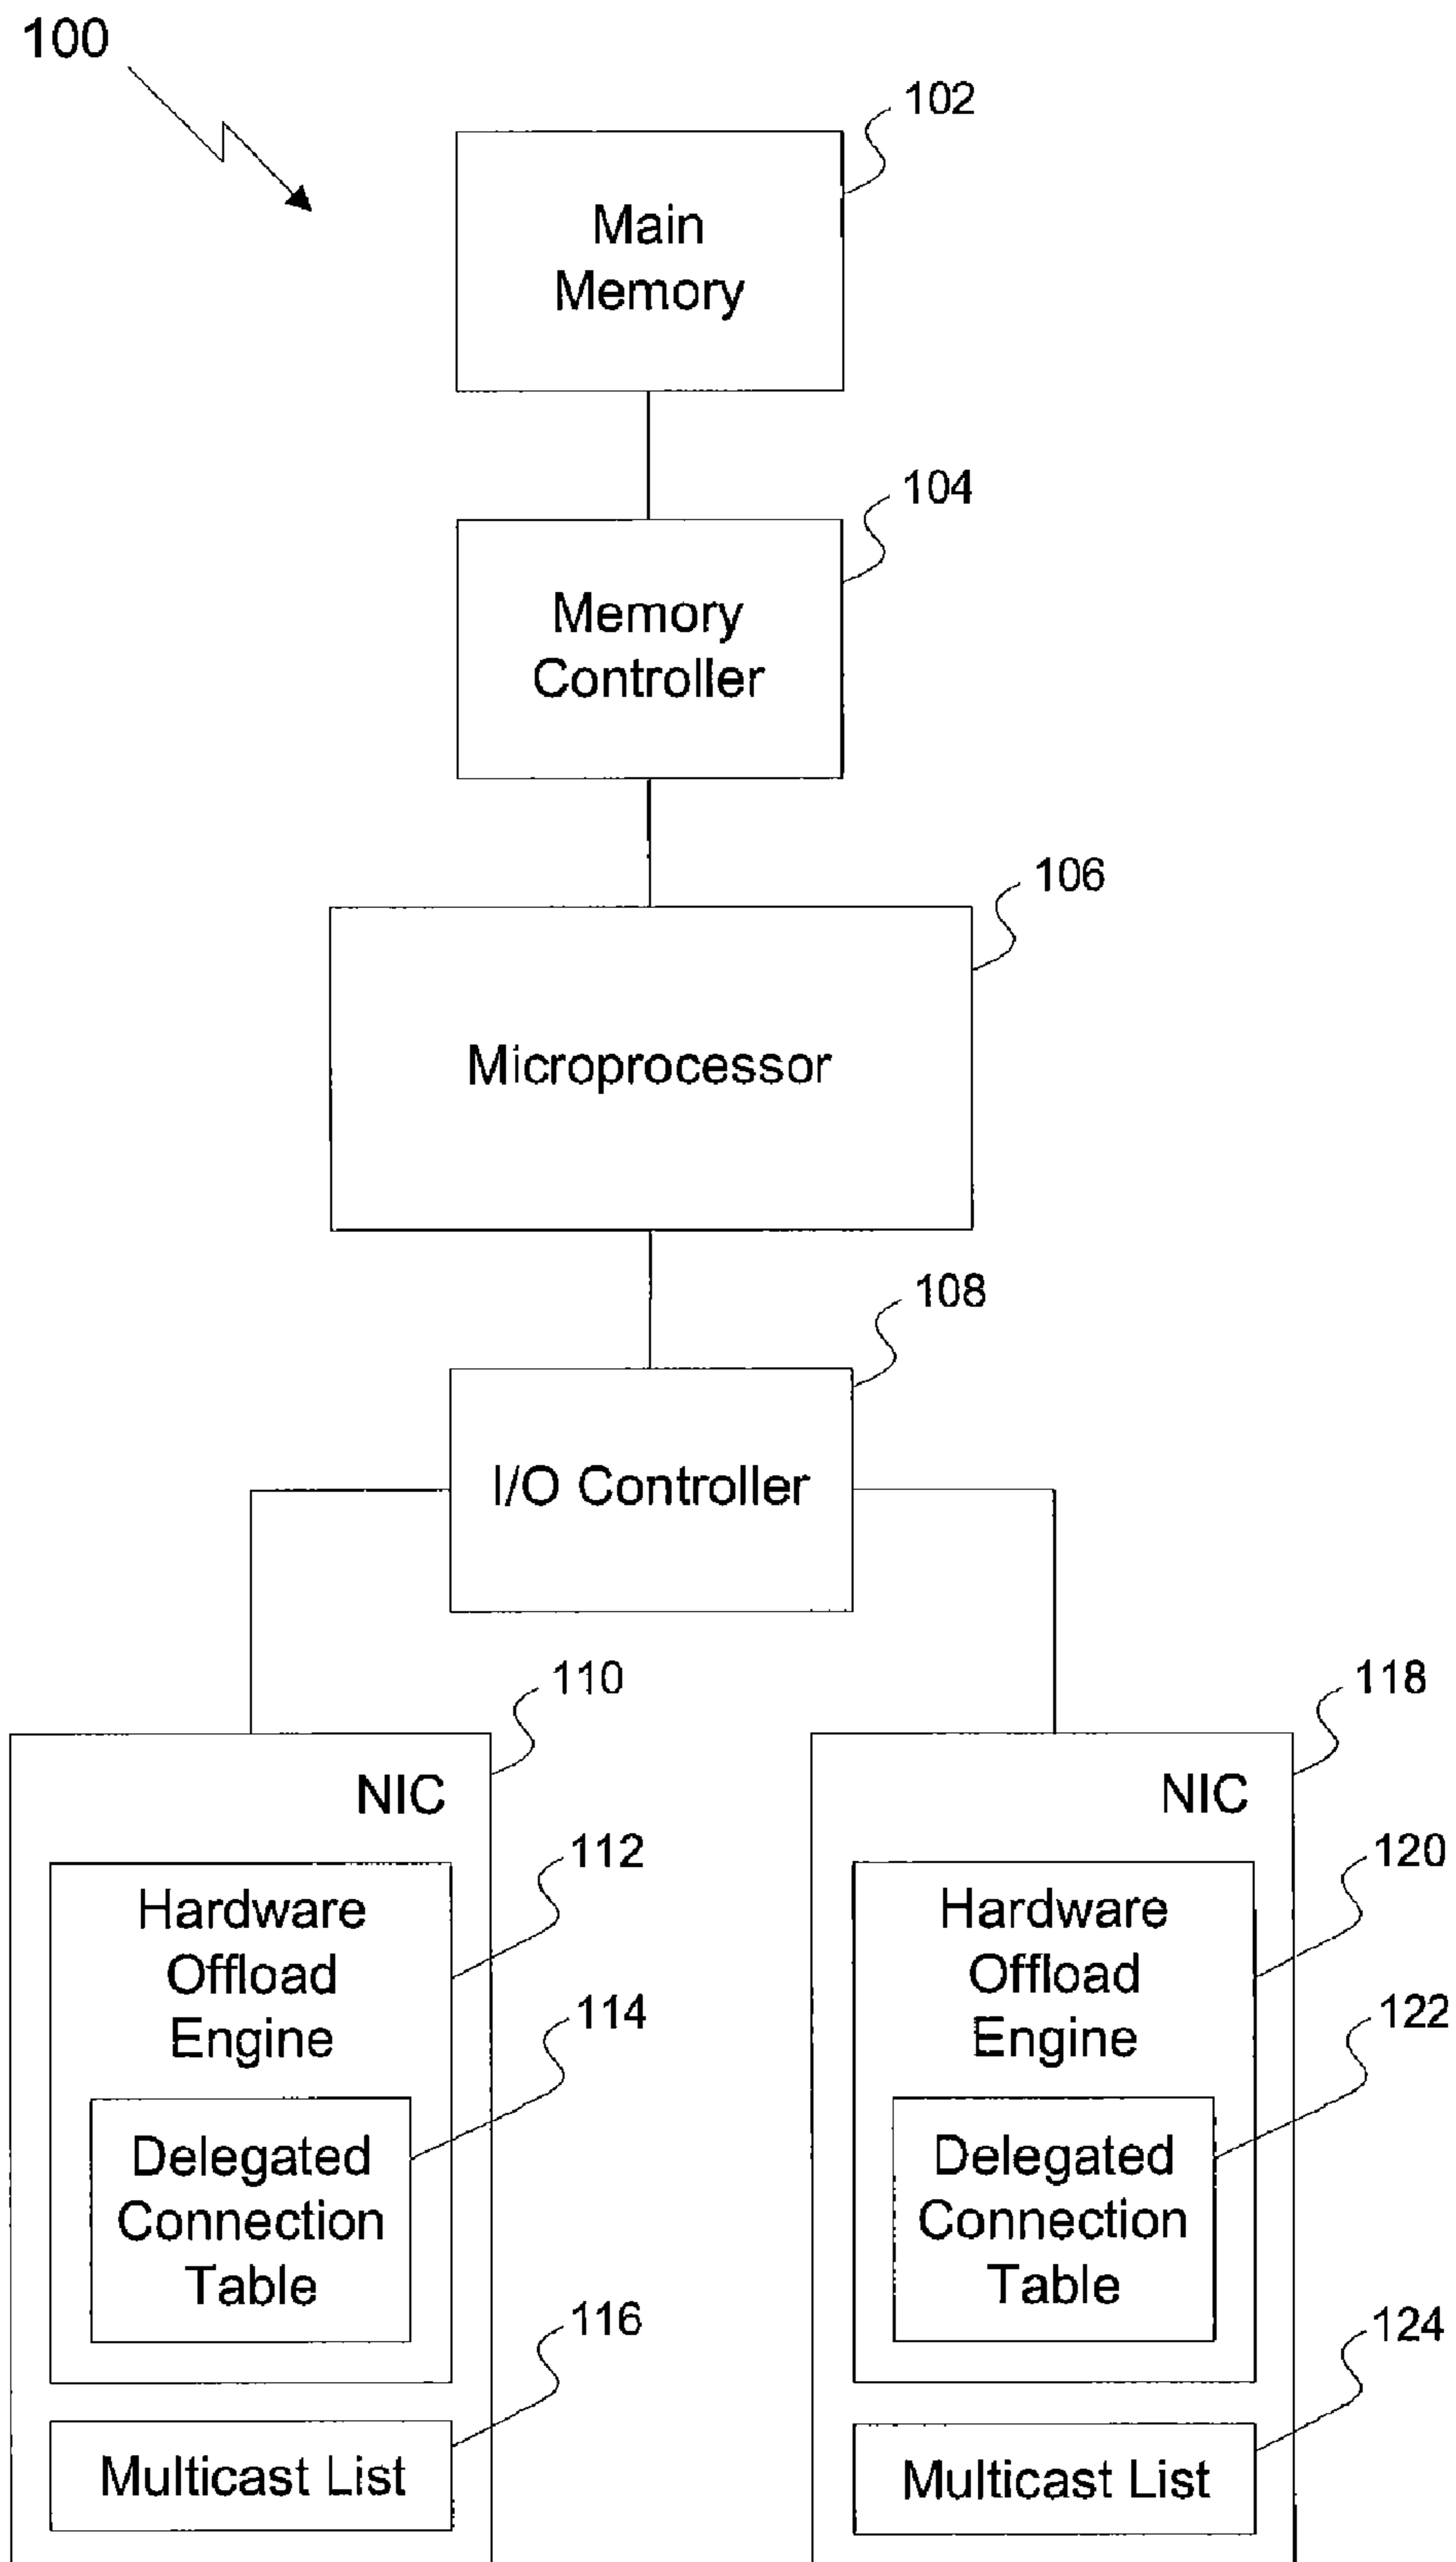 100
102
Main
Memory
104
Memory
Controller
106
Microprocessor
108
I/O Controller
110
NIC
112
Hardware
Offload
Engine
114
Delegated
Connection
Table
116
Multicast List
118
NIC
120
Hardware
Offload
Engine
122
Delegated
Connection
Table
124
Multicast List